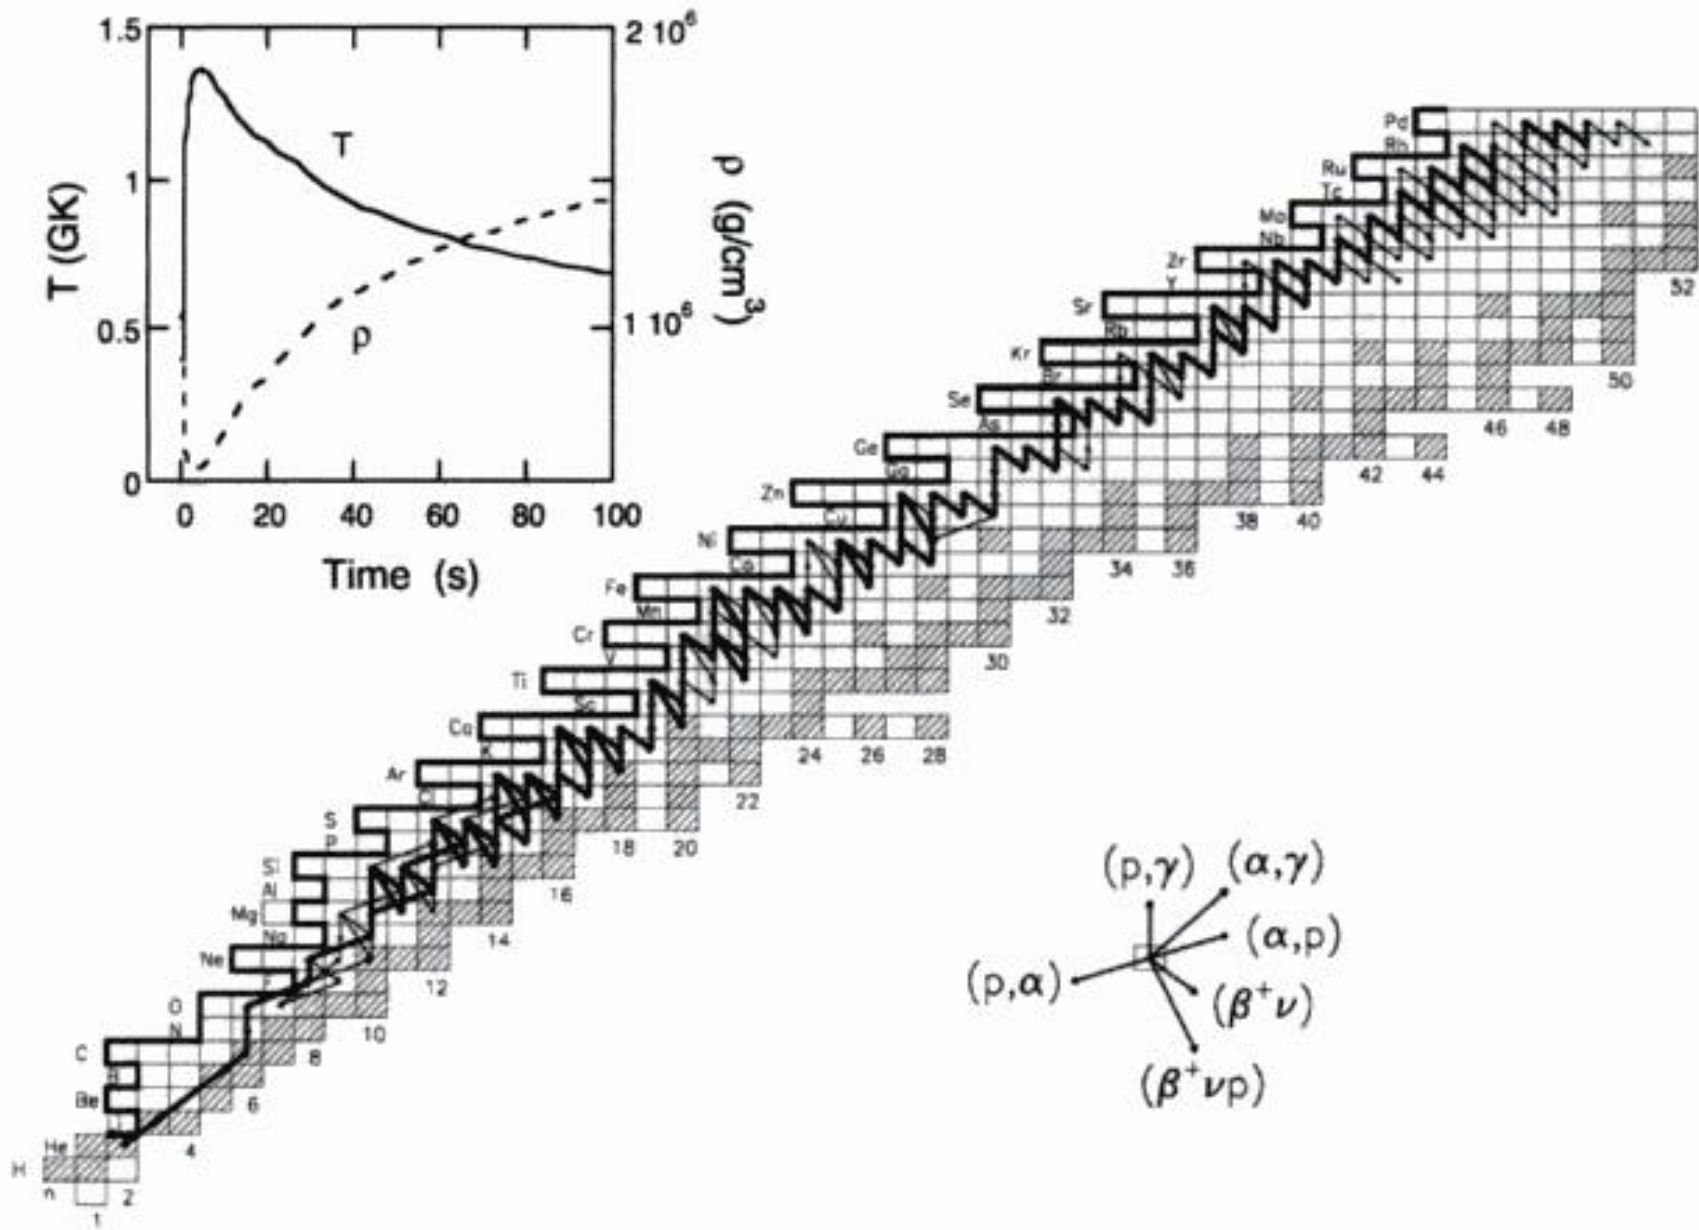 1.5
2 10⁶
T
1
T (GK)
ρ (g/cm³)
0.5
1 10⁶
ρ
0
0 20 40 60 80 100
Time (s)
Pd
Rh
Ru
Tc
Mo
Nb
Zr
Y
Sr
52
Rb
Kr
Br
50
Se
As
46 48
Ge
Ga
42 44
Zn
Cu
38 40
Ni
Co
34 36
Fe
Mn
32
Cr
V
30
Ti
Sc
Ca
K
24 26 28
Ar
Cl
22
S
P
18 20
Si
Al
16
Mg
Na
14
Ne
F
12
O
N
10
C
8
B
Be
6
He
4
H
n
2
1
(p,γ) (α,γ)
(α,p)
(p,α)
(β⁺ν)
(β⁺νp)